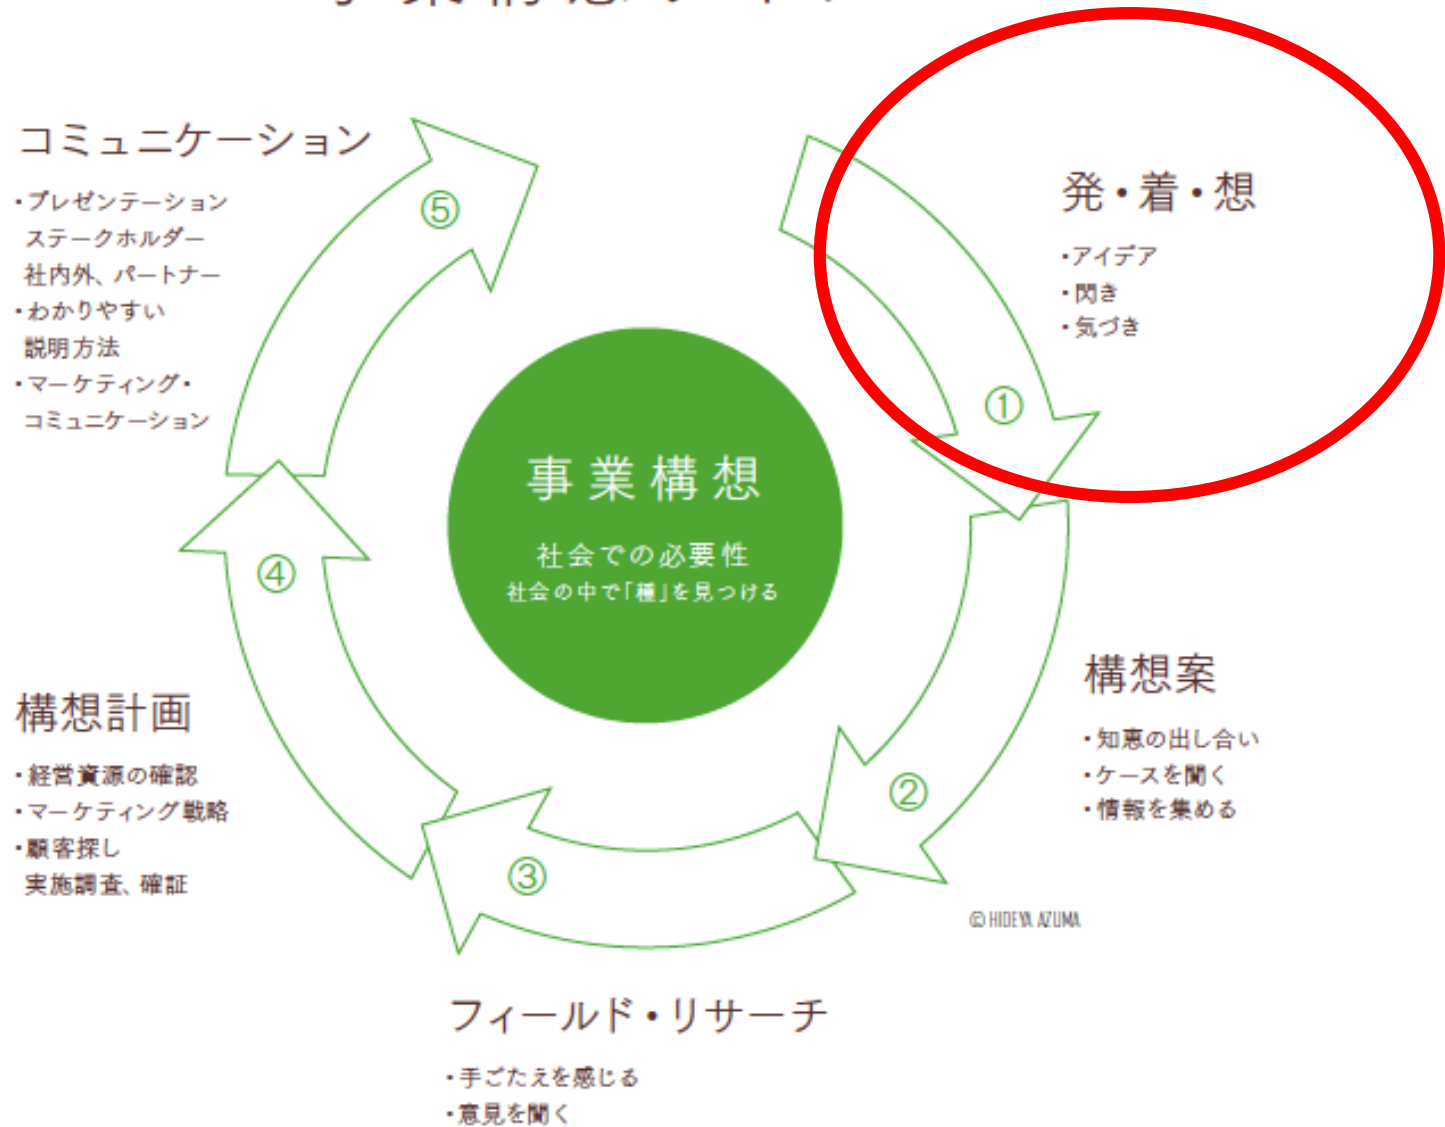 発・着・想
・アイデア
・閃き
・気づき
①
構想案
・知恵の出し合い
・ケースを聞く
・情報を集める
②
© HIDEYA AZUMA
フィールド・リサーチ
・手ごたえを感じる
・意見を聞く
③
構想計画
・経営資源の確認
・マーケティング戦略
・顧客探し
実施調査、確証
④
コミュニケーション
・プレゼンテーション
ステークホルダー
社内外、パートナー
・わかりやすい
説明方法
・マーケティング・
コミュニケーション
⑤
事業構想
社会での必要性
社会の中で「種」を見つける